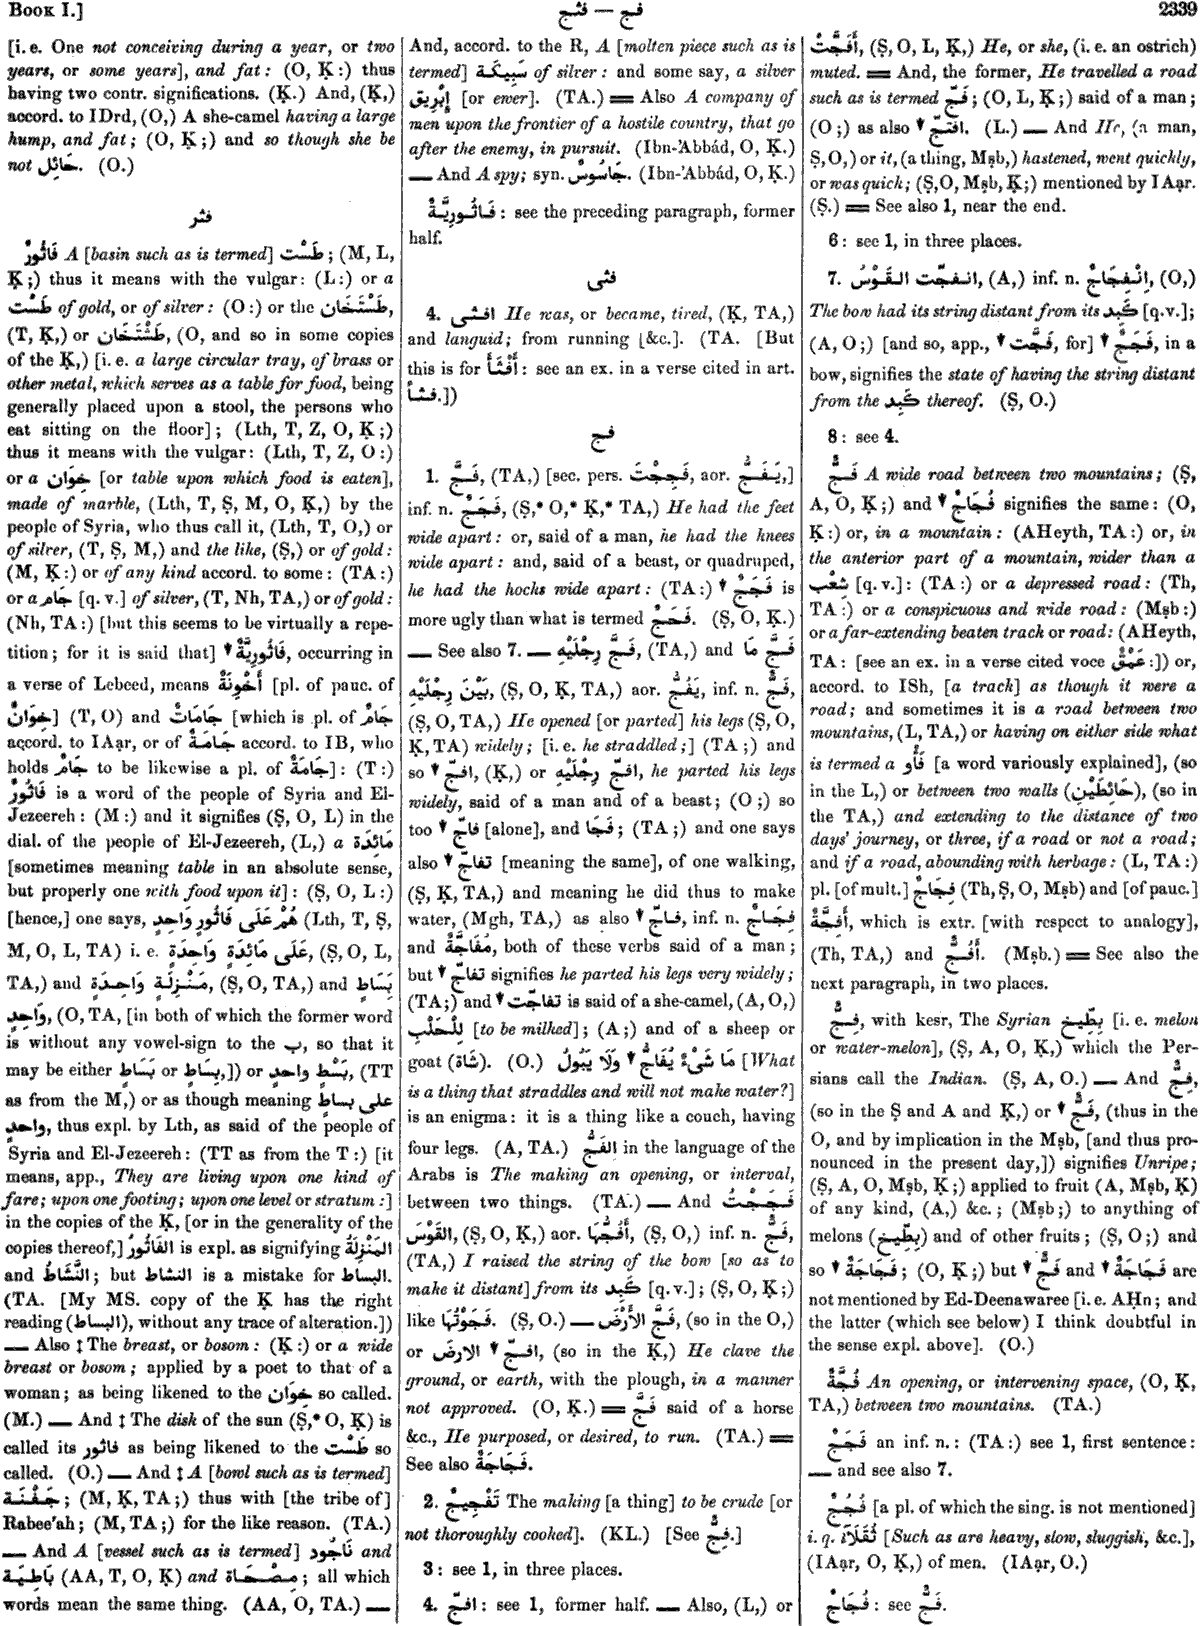 BOOK I.]
فثج — فج
2339
[i. e. One not conceiving during a year, or two
years, or some years], and fat: (O, Ḳ:) thus
having two contr. significations. (Ḳ.) And, (Ḳ,)
accord. to IDrd, (O,) A she-camel having a large
hump, and fat; (O, Ḳ;) and so though she be
not حَائِل. (O.)
فثر
فَاثُورٌ A [basin such as is termed] طَسْت; (M, L,
Ḳ;) thus it means with the vulgar: (L:) or a
طَسْت of gold, or of silver: (O:) or the طَسْتَخَان,
(T, Ḳ,) or طَشْتَخَان, (O, and so in some copies
of the Ḳ,) [i. e. a large circular tray, of brass or
other metal, which serves as a table for food, being
generally placed upon a stool, the persons who
eat sitting on the floor]; (Lth, T, Z, O, Ḳ;)
thus it means with the vulgar: (Lth, T, Z, O:)
or a خِوَان [or table upon which food is eaten],
made of marble, (Lth, T, Ṣ, M, O, Ḳ,) by the
people of Syria, who thus call it, (Lth, T, O,) or
of silver, (T, Ṣ, M,) and the like, (Ṣ,) or of gold:
(M, Ḳ:) or of any kind accord. to some: (TA:)
or a جَام [q. v.] of silver, (T, Nh, TA,) or of gold:
(Nh, TA:) [but this seems to be virtually a repe-
tition; for it is said that] ▼ فَاثُورِيَّةٌ, occurring in
a verse of Lebeed, means أَخْوِنَةٌ [pl. of pauc. of
خِوَانٌ] (T, O) and جَامَاتٌ [which is pl. of جَامٌ
accord. to IAạr, or of جَامَةٌ accord. to IB, who
holds جَامٌ to be likewise a pl. of جَامَةٌ]: (T:)
فَاثُورٌ is a word of the people of Syria and El-
Jezeereh: (M:) and it signifies (Ṣ, O, L) in the
dial. of the people of El-Jezeereh, (L,) a مَائِدَة
[sometimes meaning table in an absolute sense,
but properly one with food upon it]: (Ṣ, O, L:)
[hence,] one says, هُمْ عَلَى فَاثُورٍ وَاحِدٍ (Lth, T, Ṣ,
M, O, L, TA) i. e. عَلَى مَائِدَةٍ وَاحِدَةٍ, (Ṣ, O, L,
TA,) and مَنْزِلَةٍ وَاحِدَةٍ, (Ṣ, O, TA,) and بَسَاطٍ
وَاحِدٍ, (O, TA, [in both of which the former word
is without any vowel-sign to the ب, so that it
may be either بَسَاطٍ or بِسَاطٍ,]) or بَسْطٍ واحدٍ, (TT
as from the M,) or as though meaning على بساطٍ
واحدٍ, thus expl. by Lth, as said of the people of
Syria and El-Jezeereh: (TT as from the T:) [it
means, app., They are living upon one kind of
fare; upon one footing; upon one level or stratum:]
in the copies of the Ḳ, [or in the generality of the
copies thereof,] الفَاثُورُ is expl. as signifying المَنْزِلَةُ
and النَّشَاطُ; but النشاط is a mistake for البساط.
(TA. [My MS. copy of the Ḳ has the right
reading (البساط), without any trace of alteration.])
— Also ‡ The breast, or bosom: (Ḳ:) or a wide
breast or bosom; applied by a poet to that of a
woman; as being likened to the خِوَان so called.
(M.) — And ‡ The disk of the sun (Ṣ,* O, Ḳ) is
called its فاثور as being likened to the طَسْت so
called. (O.) — And ‡ A [bowl such as is termed]
جَفْنَة; (M, Ḳ, TA;) thus with [the tribe of]
Rabee'ah; (M, TA;) for the like reason. (TA.)
— And A [vessel such as is termed] نَاجُود and
بَاطِيَة (AA, T, O, Ḳ) and مِصْحَاة; all which
words mean the same thing. (AA, O, TA.) —
And, accord. to the R, A [molten piece such as is
termed] سَبِيكَة of silver: and some say, a silver
إِبْرِيق [or ewer]. (TA.) = Also A company of
men upon the frontier of a hostile country, that go
after the enemy, in pursuit. (Ibn-'Abbád, O, Ḳ.)
— And A spy; syn. جَاسُوسٌ. (Ibn-'Abbád, O, Ḳ.)
فَاثُورِيَّةٌ: see the preceding paragraph, former
half.
فثى
4. افثى He was, or became, tired, (Ḳ, TA,)
and languid; from running [&c.]. (TA. [But
this is for أَفْثَأَ: see an ex. in a verse cited in art.
فثأ.])
فج
1. فَجَّ, (TA,) [sec. pers. فَجِجْتَ, aor. يَفَجُّ,]
inf. n. فَجَجٌ, (Ṣ,* O,* Ḳ,* TA,) He had the feet
wide apart: or, said of a man, he had the knees
wide apart: and, said of a beast, or quadruped,
he had the hocks wide apart: (TA:) ▼ فَجَجٌ is
more ugly than what is termed فَحَجٌ. (Ṣ, O, Ḳ.)
— See also 7. — فَجَّ رِجْلَيْهِ, (TA,) and فَجَّ مَا
بَيْنَ رِجْلَيْهِ, (Ṣ, O, Ḳ, TA,) aor. يَفُجُّ, inf. n. فَجٌّ,
(Ṣ, O, TA,) He opened [or parted] his legs (Ṣ, O,
Ḳ, TA) widely; [i. e. he straddled;] (TA;) and
so ▼ افجّ, (Ḳ,) or افجّ رِجْلَيْهِ, he parted his legs
widely, said of a man and of a beast; (O;) so
too ▼ فاجّ [alone], and فَجَا; (TA;) and one says
also ▼ تفاجّ [meaning the same], of one walking,
(Ṣ, Ḳ, TA,) and meaning he did thus to make
water, (Mgh, TA,) as also ▼ فاجّ, inf. n. فِجَاجٌ
and مُفَاجَّةٌ, both of these verbs said of a man;
but ▼ تفاجّ signifies he parted his legs very widely;
(TA;) and ▼ تفاجّت is said of a she-camel, (A, O,)
لِلْحَلْبِ [to be milked]; (A;) and of a sheep or
goat (شَاة). (O.) مَا شَىْءٌ يُفَاجُّ ▼ وَلَا يَبُولُ [What
is a thing that straddles and will not make water?]
is an enigma: it is a thing like a couch, having
four legs. (A, TA.) الفَجُّ in the language of the
Arabs is The making an opening, or interval,
between two things. (TA.) — And فَجَجْتُ
القَوْسَ, (Ṣ, O, Ḳ,) aor. أَفُجُّهَا, (Ṣ, O,) inf. n. فَجٌّ,
(TA,) I raised the string of the bow [so as to
make it distant] from its كَبِد [q. v.]; (Ṣ, O, Ḳ;)
like فَجَوْتُهَا. (Ṣ, O.) — فَجَّ الأَرْضَ, (so in the O,)
or افجّ ▼ الارضَ, (so in the Ḳ,) He clave the
ground, or earth, with the plough, in a manner
not approved. (O, Ḳ.) = فَجَّ said of a horse
&c., He purposed, or desired, to run. (TA.) =
See also فَجَاجَةٌ.
2. تَفْجِيجٌ The making [a thing] to be crude [or
not thoroughly cooked]. (KL.) [See فِجٌّ.]
3: see 1, in three places.
4. افجّ: see 1, former half. — Also, (L,) or
أَفَجَّتْ, (Ṣ, O, L, Ḳ,) He, or she, (i. e. an ostrich)
muted. = And, the former, He travelled a road
such as is termed فَجّ; (O, L, Ḳ;) said of a man;
(O;) as also ▼ افتجّ. (L.) — And He, (a man,
Ṣ, O,) or it, (a thing, Mṣb,) hastened, went quickly,
or was quick; (Ṣ, O, Mṣb, Ḳ;) mentioned by IAạr.
(Ṣ.) = See also 1, near the end.
6: see 1, in three places.
7. انفجّت القَوْسُ, (A,) inf. n. اِنْفِجَاجٌ, (O,)
The bow had its string distant from its كَبِد [q. v.];
(A, O;) [and so, app., ▼ فَجَّت, for] ▼ فَجَجٌ, in a
bow, signifies the state of having the string distant
from the كَبِد thereof. (Ṣ, O.)
8: see 4.
فَجٌّ A wide road between two mountains; (Ṣ,
A, O, Ḳ;) and ▼ فُجَاجٌ signifies the same: (O,
Ḳ:) or, in a mountain: (AHeyth, TA:) or, in
the anterior part of a mountain, wider than a
شِعْب [q. v.]: (TA:) or a depressed road: (Th,
TA:) or a conspicuous and wide road: (Mṣb:)
or a far-extending beaten track or road: (AHeyth,
TA: [see an ex. in a verse cited voce عَمْقٌ:]) or,
accord. to ISh, [a track] as though it were a
road; and sometimes it is a road between two
mountains, (L, TA,) or having on either side what
is termed a فَأْو [a word variously explained], (so
in the L,) or between two walls (حَائِطَيْنِ), (so in
the TA,) and extending to the distance of two
days' journey, or three, if a road or not a road;
and if a road, abounding with herbage: (L, TA:)
pl. [of mult.] فِجَاجٌ (Th, Ṣ, O, Mṣb) and [of pauc.]
أَفِجَّةٌ, which is extr. [with respect to analogy],
(Th, TA,) and أَفُجٌّ. (Mṣb.) = See also the
next paragraph, in two places.
فِجٌّ, with kesr, The Syrian بِطِّيخ [i. e. melon
or water-melon], (Ṣ, A, O, Ḳ,) which the Per-
sians call the Indian. (Ṣ, A, O.) — And فِجٌّ,
(so in the Ṣ and A and Ḳ,) or ▼ فَجٌّ, (thus in the
O, and by implication in the Mṣb, [and thus pro-
nounced in the present day,]) signifies Unripe;
(Ṣ, A, O, Mṣb, Ḳ;) applied to fruit (A, Mṣb, Ḳ)
of any kind, (A,) &c.; (Mṣb;) to anything of
melons (بِطِّيخ) and of other fruits; (Ṣ, O;) and
so ▼ فَجَاجَةٌ; (O, Ḳ;) but ▼ فَجٌّ and ▼ فَجَاجَةٌ are
not mentioned by Ed-Deenawaree [i. e. AḤn; and
the latter (which see below) I think doubtful in
the sense expl. above]. (O.)
فُجَّةٌ An opening, or intervening space, (O, Ḳ,
TA,) between two mountains. (TA.)
فَجَجٌ an inf. n.: (TA:) see 1, first sentence:
— and see also 7.
فُجُجٌ [a pl. of which the sing. is not mentioned]
i. q. ثُقَلَآءُ [Such as are heavy, slow, sluggish, &c.],
(IAạr, O, Ḳ,) of men. (IAạr, O.)
فُجَاجٌ: see فَجٌّ.